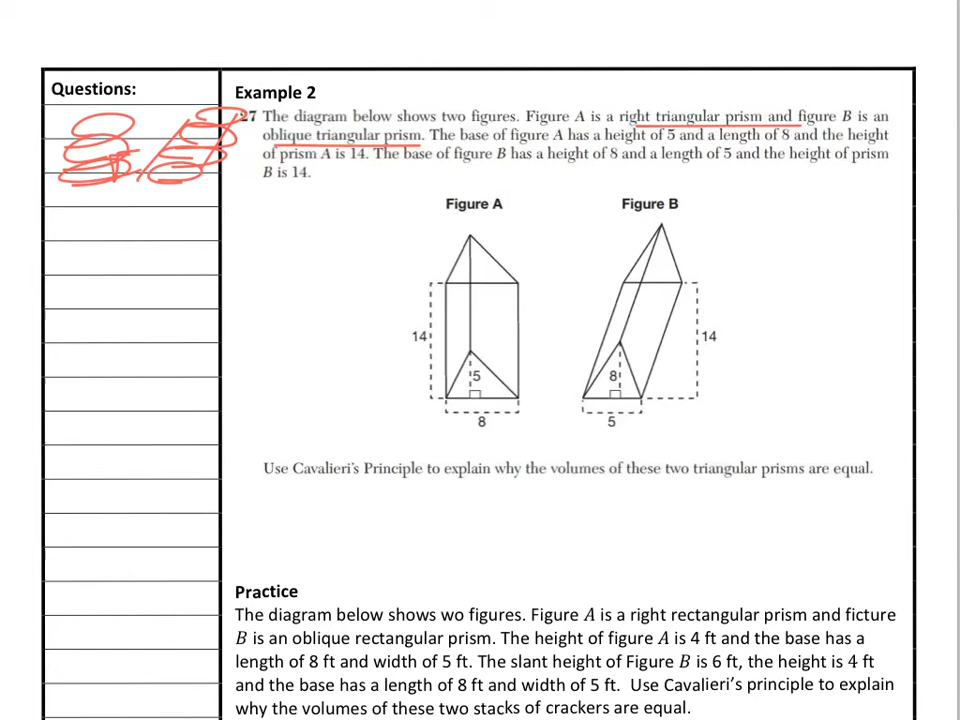 Questions:
Example 2
27 The diagram below shows two figures. Figure A is a right triangular prism and figure B is an
oblique triangular prism. The base of figure A has a height of 5 and a length of 8 and the height
of prism A is 14. The base of figure B has a height of 8 and a length of 5 and the height of prism
B is 14.
Figure A Figure B
14 14
5 8
8 5
Use Cavalieri's Principle to explain why the volumes of these two triangular prisms are equal.
Practice
The diagram below shows wo figures. Figure A is a right rectangular prism and ficture
B is an oblique rectangular prism. The height of figure A is 4 ft and the base has a
length of 8 ft and width of 5 ft. The slant height of Figure B is 6 ft, the height is 4 ft
and the base has a length of 8 ft and width of 5 ft. Use Cavalieri's principle to explain
why the volumes of these two stacks of crackers are equal.